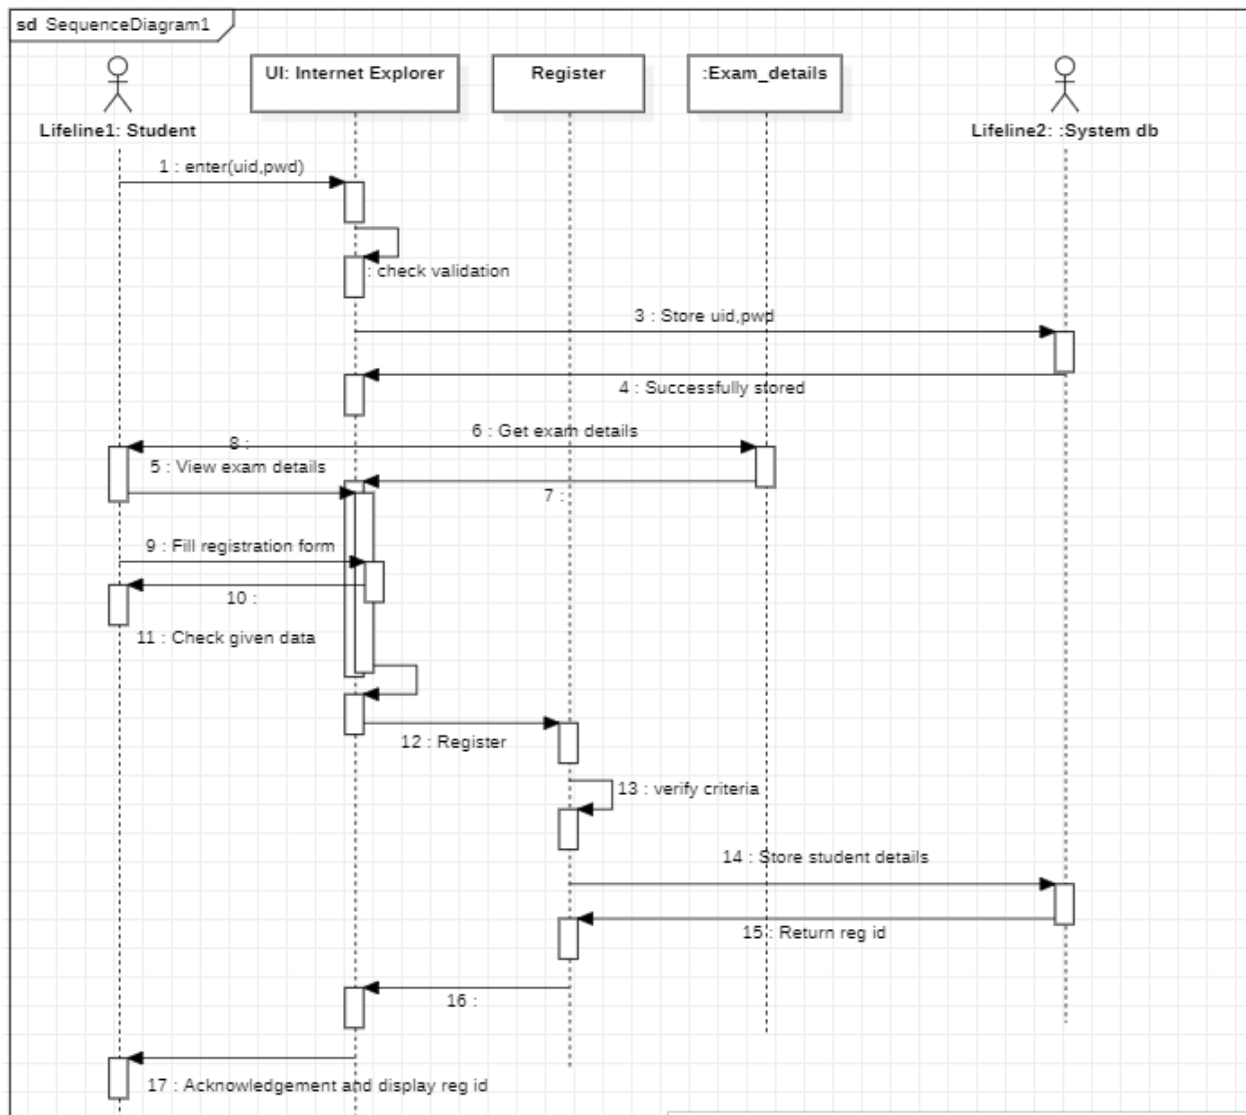 sd SequenceDiagram1
UI: Internet Explorer
Register
:Exam_details
Lifeline1: Student
Lifeline2: :System db
1 : enter(uid,pwd)
: check validation
3 : Store uid,pwd
4 : Successfully stored
6 : Get exam details
8 :
5 : View exam details
7 :
9 : Fill registration form
10 :
11 : Check given data
12 : Register
13 : verify criteria
14 : Store student details
15 : Return reg id
16 :
17 : Acknowledgement and display reg id